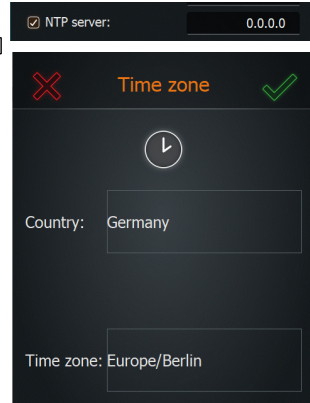 NTP server: 0.0.0.0
Time zone
Country: Germany
Time zone: Europe/Berlin